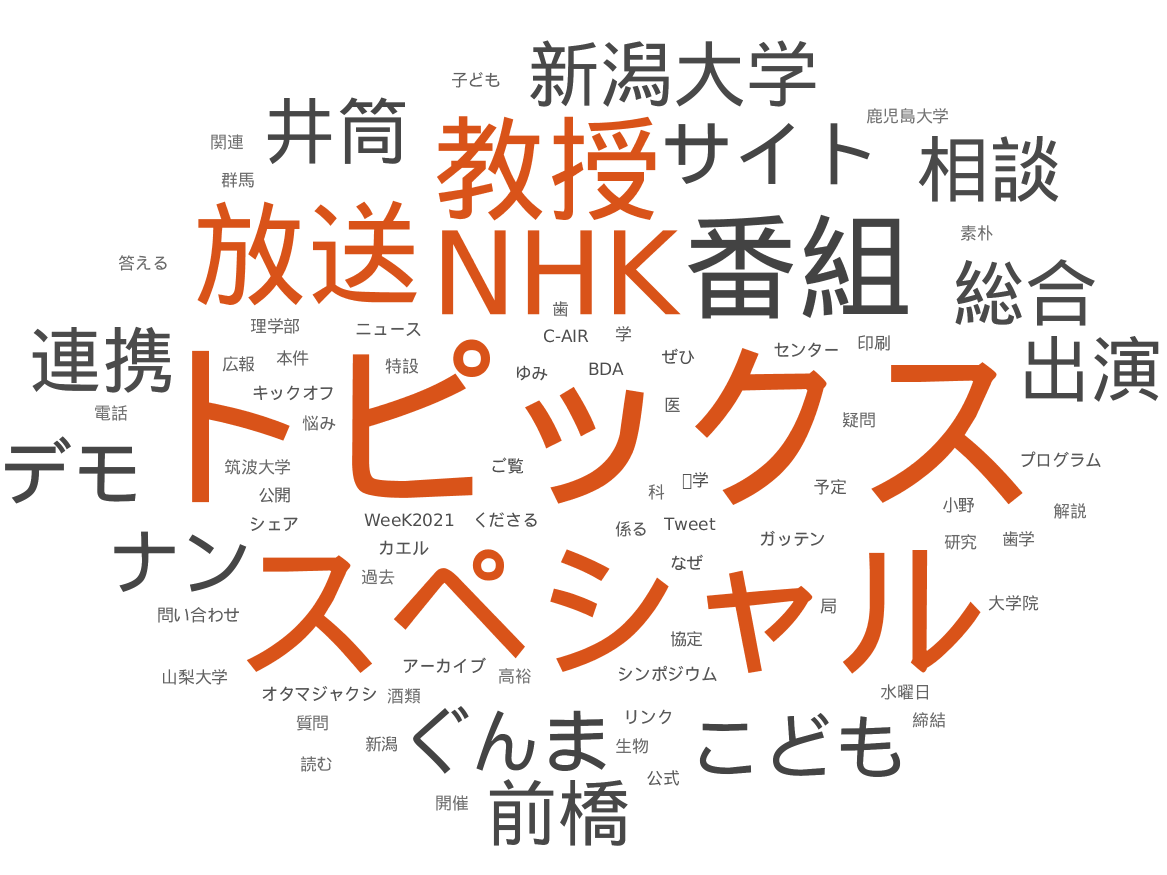 新潟大学
子ども
井筒
教授
サイト
鹿児島大学
関連
相談
群馬
放送
NHK
番組
素朴
答える
総合
歯
理学部
ニュース
C-AIR
学
センター
印刷
連携
広報
本件
特設
ゆみ
BDA
ぜひ
出演
キックオフ
医
電話
悩み
疑問
トピックス
デモ
筑波大学
ご覧
プログラム
公開
科
学
予定
小野
解説
シェア
WeeK2021
くださる
係る
Tweet
ガッテン
研究
歯学
ナン
カエル
なぜ
過去
スペシャル
局
大学院
問い合わせ
協定
山梨大学
アーカイブ
高裕
シンポジウム
オタマジャクシ
酒類
水曜日
質問
リンク
締結
新潟
ぐんま
生物
こども
読む
公式
開催
前橋